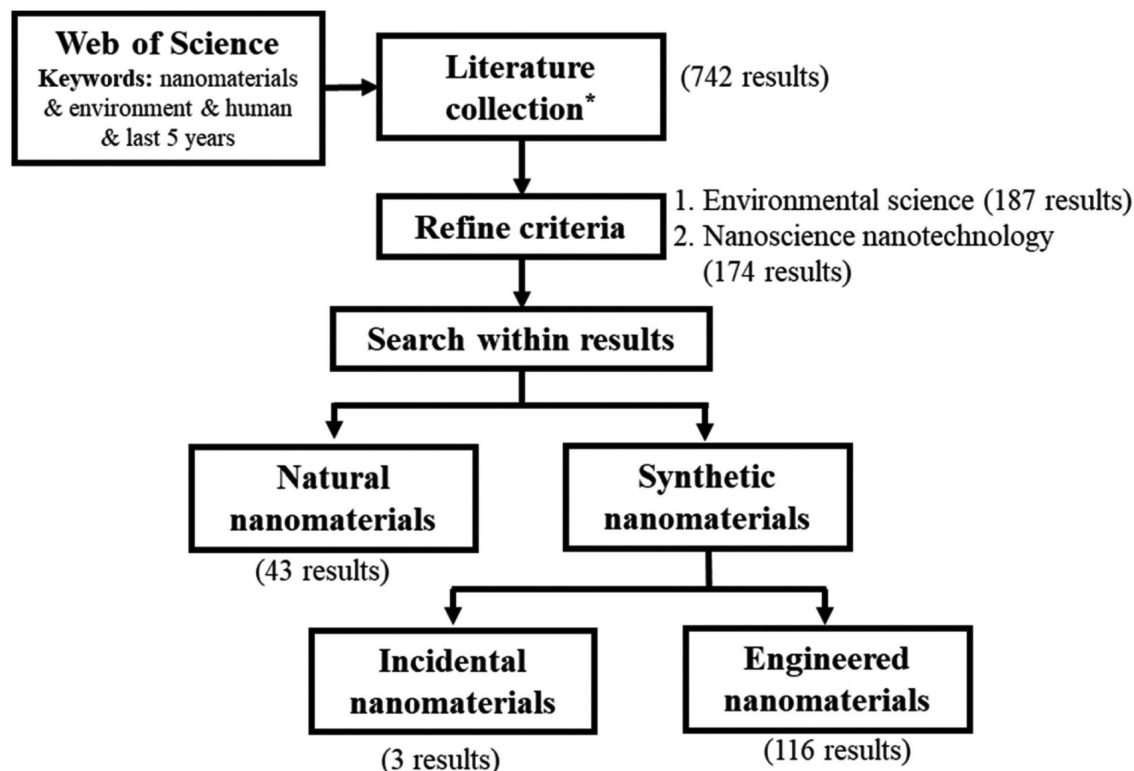 Web of Science
Keywords: nanomaterials
& environment & human
& last 5 years
Literature
collection*
(742 results)
Refine criteria
1. Environmental science (187 results)
2. Nanoscience nanotechnology
(174 results)
Search within results
Natural
nanomaterials
(43 results)
Synthetic
nanomaterials
Incidental
nanomaterials
(3 results)
Engineered
nanomaterials
(116 results)